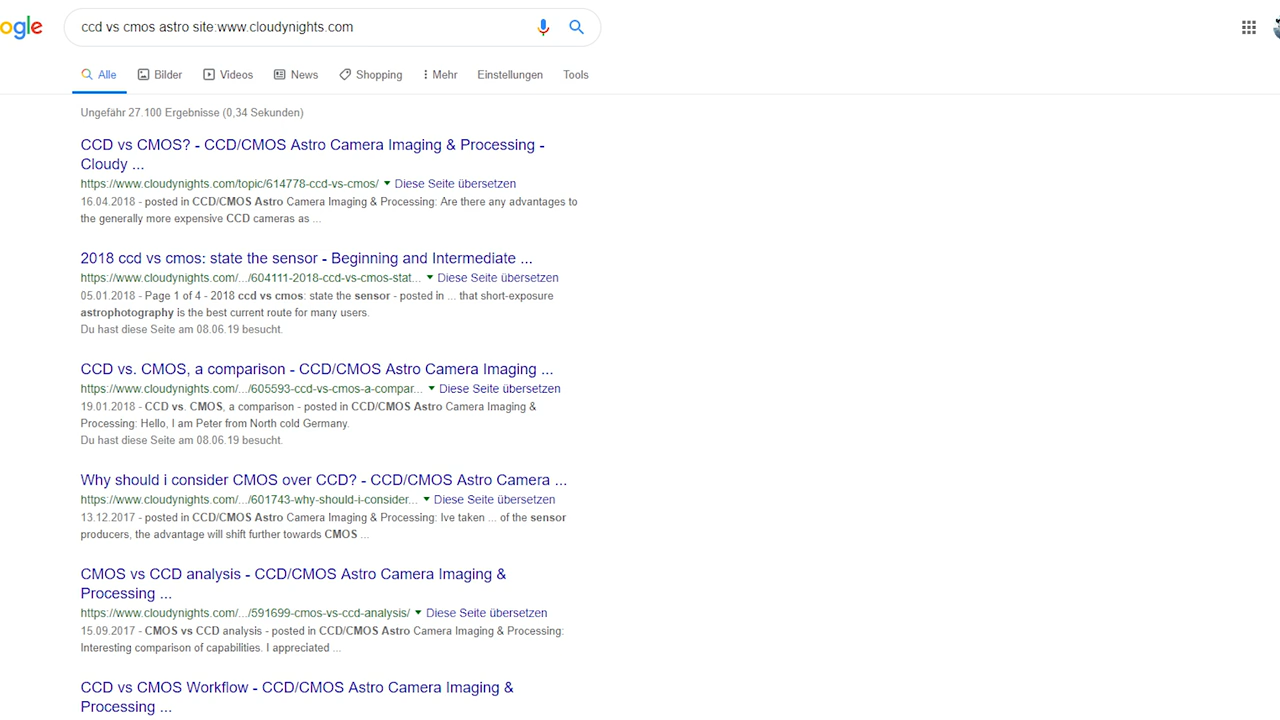 ogle
ccd vs cmos astro site:www.cloudynights.com
Alle Bilder Videos News Shopping Mehr Einstellungen Tools
Ungefähr 27.100 Ergebnisse (0,34 Sekunden)
CCD vs CMOS? - CCD/CMOS Astro Camera Imaging & Processing -
Cloudy ...
https://www.cloudynights.com/topic/614778-ccd-vs-cmos/ Diese Seite übersetzen
16.04.2018 - posted in CCD/CMOS Astro Camera Imaging & Processing: Are there any advantages to
the generally more expensive CCD cameras as ...
2018 ccd vs cmos: state the sensor - Beginning and Intermediate ...
https://www.cloudynights.com/.../604111-2018-ccd-vs-cmos-stat... Diese Seite übersetzen
05.01.2018 - Page 1 of 4 - 2018 ccd vs cmos: state the sensor - posted in ... that short-exposure
astrophotography is the best current route for many users.
Du hast diese Seite am 08.06.19 besucht.
CCD vs. CMOS, a comparison - CCD/CMOS Astro Camera Imaging ...
https://www.cloudynights.com/.../605593-ccd-vs-cmos-a-compar... Diese Seite übersetzen
19.01.2018 - CCD vs. CMOS, a comparison - posted in CCD/CMOS Astro Camera Imaging &
Processing: Hello, I am Peter from North cold Germany.
Du hast diese Seite am 08.06.19 besucht.
Why should i consider CMOS over CCD? - CCD/CMOS Astro Camera ...
https://www.cloudynights.com/.../601743-why-should-i-consider... Diese Seite übersetzen
13.12.2017 - posted in CCD/CMOS Astro Camera Imaging & Processing: Ive taken ... of the sensor
producers, the advantage will shift further towards CMOS ...
CMOS vs CCD analysis - CCD/CMOS Astro Camera Imaging &
Processing ...
https://www.cloudynights.com/.../591699-cmos-vs-ccd-analysis/ Diese Seite übersetzen
15.09.2017 - CMOS vs CCD analysis - posted in CCD/CMOS Astro Camera Imaging & Processing:
Interesting comparison of capabilities. I appreciated ...
CCD vs CMOS Workflow - CCD/CMOS Astro Camera Imaging &
Processing ...